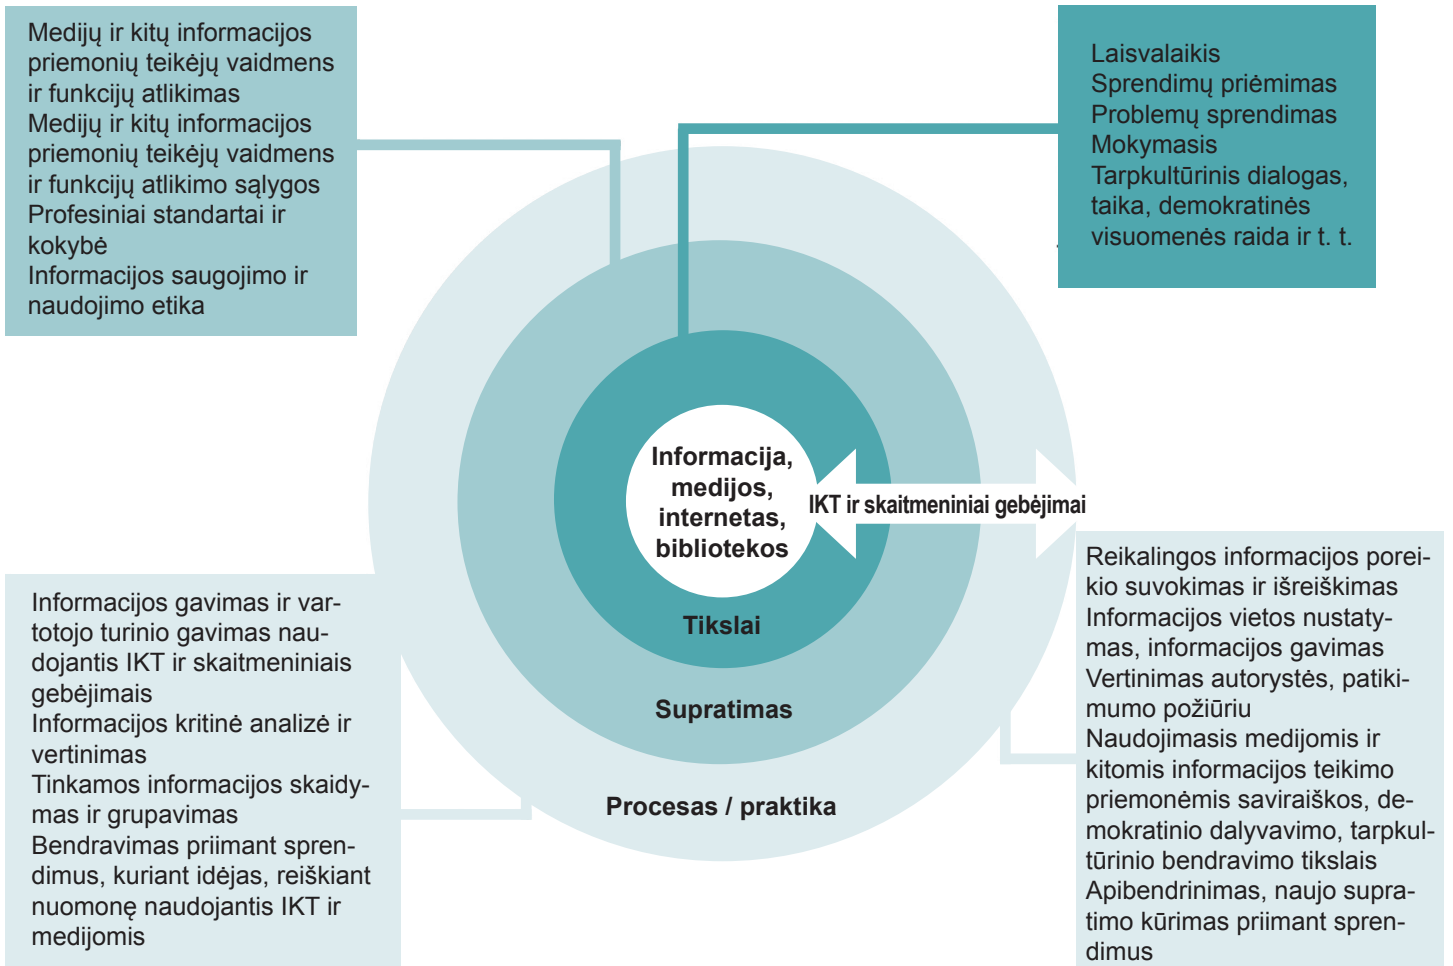 Medijų ir kitų informacijos
priemonių teikėjų vaidmens
ir funkcijų atlikimas
Medijų ir kitų informacijos
priemonių teikėjų vaidmens
ir funkcijų atlikimo sąlygos
Profesiniai standartai ir
kokybė
Informacijos saugojimo ir
naudojimo etika
Laisvalaikis
Sprendimų priėmimas
Problemų sprendimas
Mokymasis
Tarpkultūrinis dialogas,
taika, demokratinės
visuomenės raida ir t. t.
Informacija,
medijos,
internetas,
bibliotekos
IKT ir skaitmeniniai gebėjimai
Tikslai
Supratimas
Procesas / praktika
Informacijos gavimas ir var-
totojo turinio gavimas nau-
dojantis IKT ir skaitmeniniais
gebėjimais
Informacijos kritinė analizė ir
vertinimas
Tinkamos informacijos skaidy-
mas ir grupavimas
Bendravimas priimant spren-
dimus, kuriant idėjas, reiškiant
nuomonę naudojantis IKT ir
medijomis
Reikalingos informacijos porei-
kio suvokimas ir išreiškimas
Informacijos vietos nustaty-
mas, informacijos gavimas
Vertinimas autorystės, patiki-
mumo požiūriu
Naudojimasis medijomis ir
kitomis informacijos teikimo
priemonėmis saviraiškos, de-
mokratinio dalyvavimo, tarpkul-
tūrinio bendravimo tikslais
Apibendrinimas, naujo supra-
timo kūrimas priimant spren-
dimus